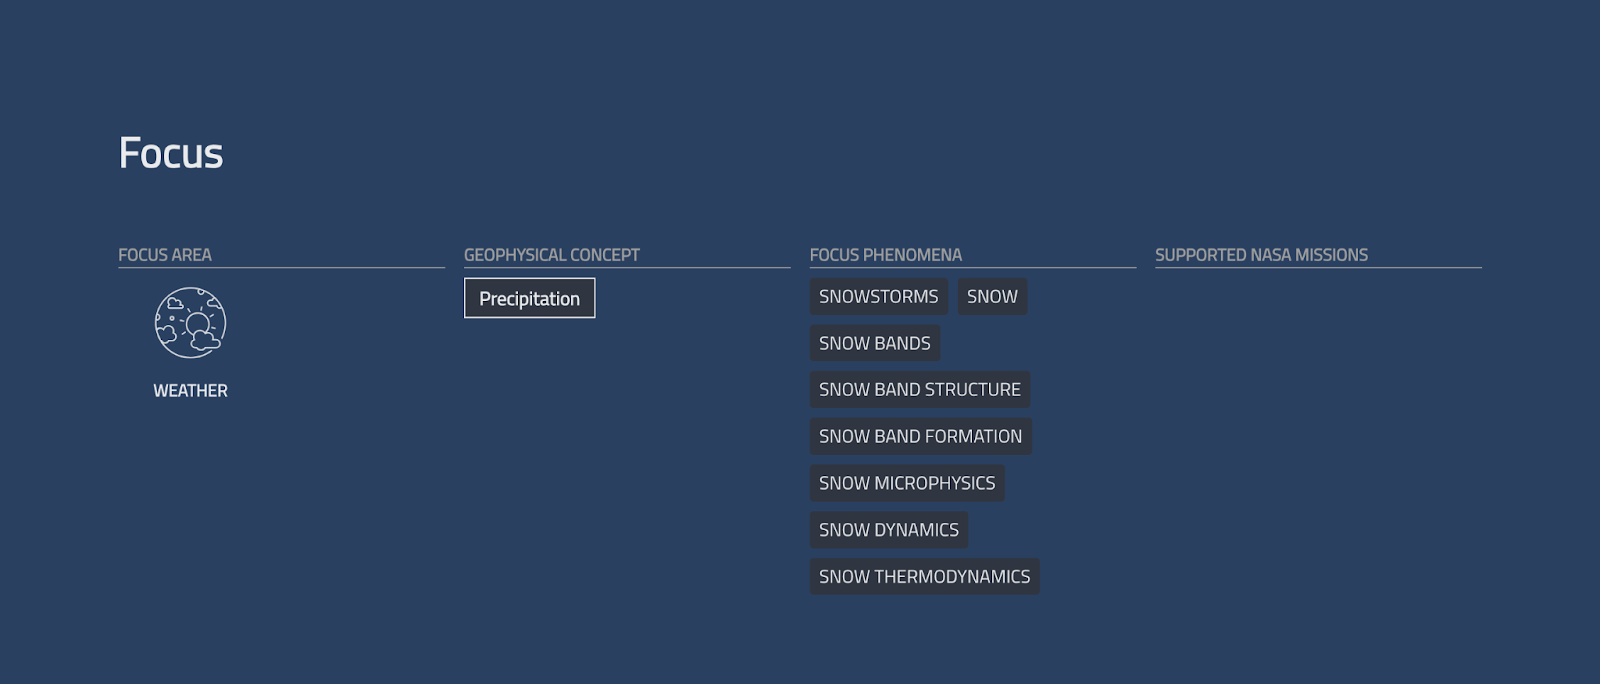 Focus
FOCUS AREA
WEATHER
GEOPHYSICAL CONCEPT
Precipitation
FOCUS PHENOMENA
SNOWSTORMS SNOW
SNOW BANDS
SNOW BAND STRUCTURE
SNOW BAND FORMATION
SNOW MICROPHYSICS
SNOW DYNAMICS
SNOW THERMODYNAMICS
SUPPORTED NASA MISSIONS